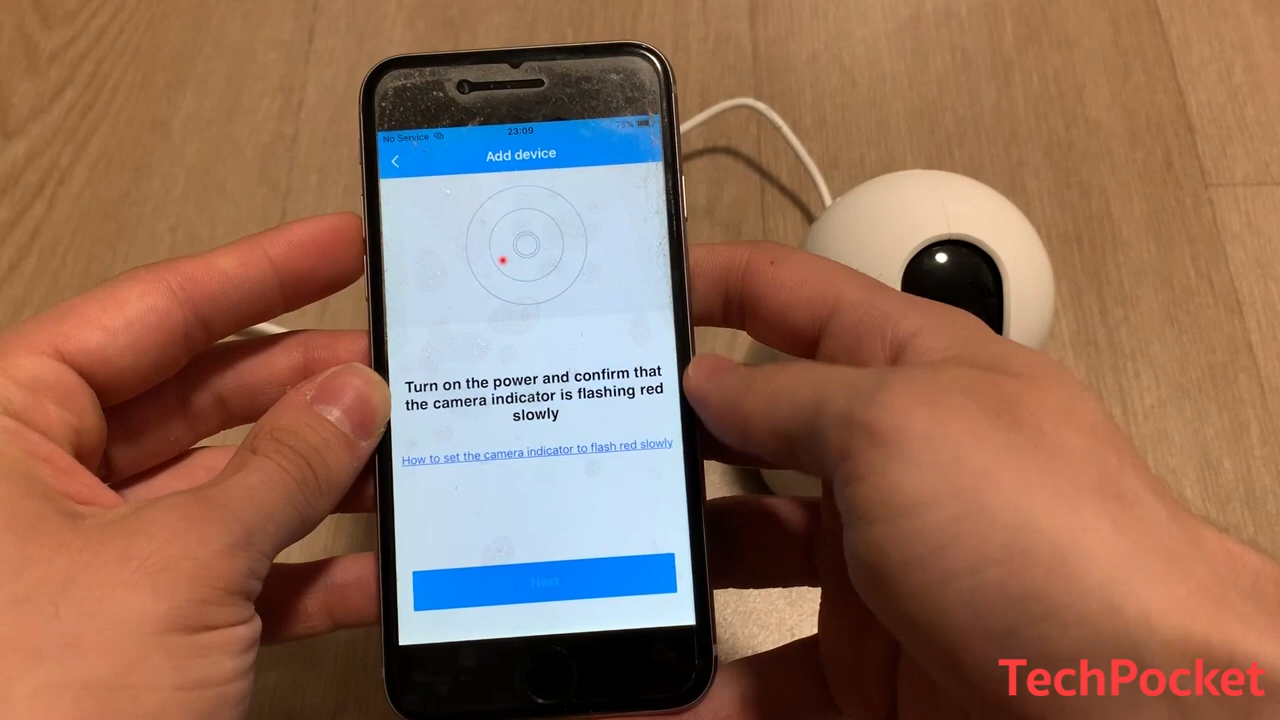 No Service
23:09
75%
Add device
Turn on the power and confirm that
the camera indicator is flashing red
slowly
How to set the camera indicator to flash red slowly
Next
TechPocket